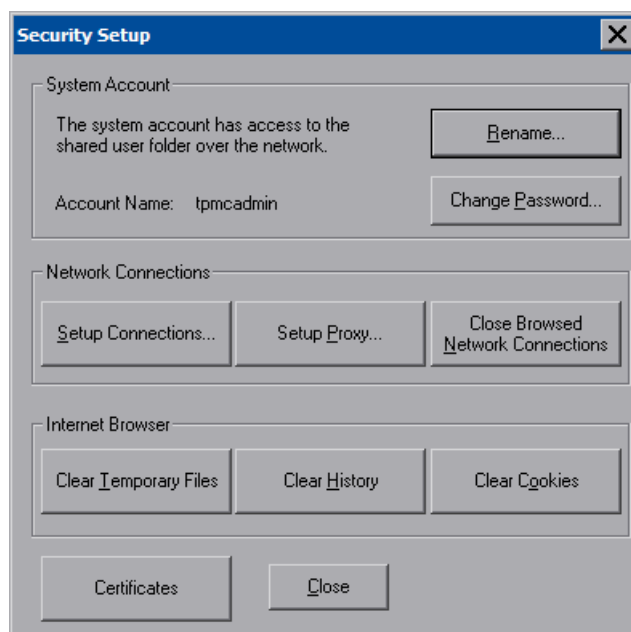 Security Setup
System Account
The system account has access to the
shared user folder over the network.
Rename...
Account Name: tpmcadmin
Change Password...
Network Connections
Setup Connections...
Setup Proxy...
Close Browsed
Network Connections
Internet Browser
Clear Temporary Files
Clear History
Clear Cookies
Certificates
Close